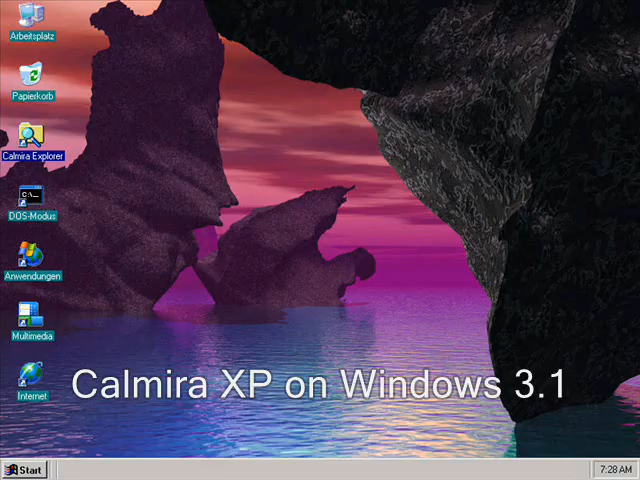 Arbeitsplatz
Papierkorb
Calmira Explorer
C:\
DOS-Modus
Anwendungen
Multimedia
Internet
Calmira XP on Windows 3.1
Start
7:28 AM